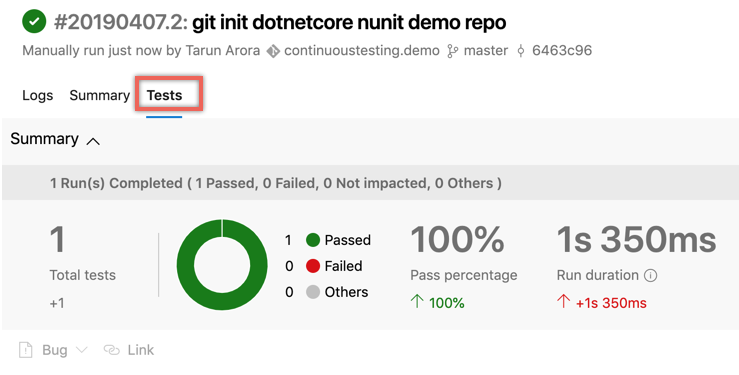 #20190407.2: git init dotnetcore nunit demo repo
Manually run just now by Tarun Arora continuoustesting.demo master 6463c96
Logs Summary Tests
Summary
1 Run(s) Completed ( 1 Passed, 0 Failed, 0 Not impacted, 0 Others )
1
Total tests
+1
1 Passed
0 Failed
0 Others
100%
Pass percentage
100%
1s 350ms
Run duration
+1s 350ms
Bug Link